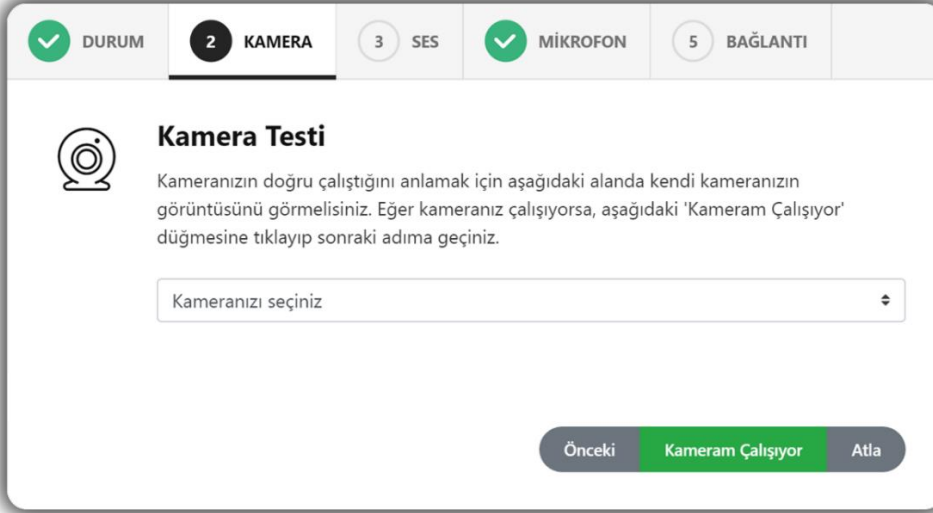 DURUM
2 KAMERA
3 SES
MİKROFON
5 BAĞLANTI
Kamera Testi
Kameranızın doğru çalıştığını anlamak için aşağıdaki alanda kendi kameranızın
görüntüsünü görmelisiniz. Eğer kameranız çalışıyorsa, aşağıdaki 'Kameram Çalışıyor'
düğmesine tıklayıp sonraki adıma geçiniz.
Kameranızı seçiniz
Önceki
Kameram Çalışıyor
Atla